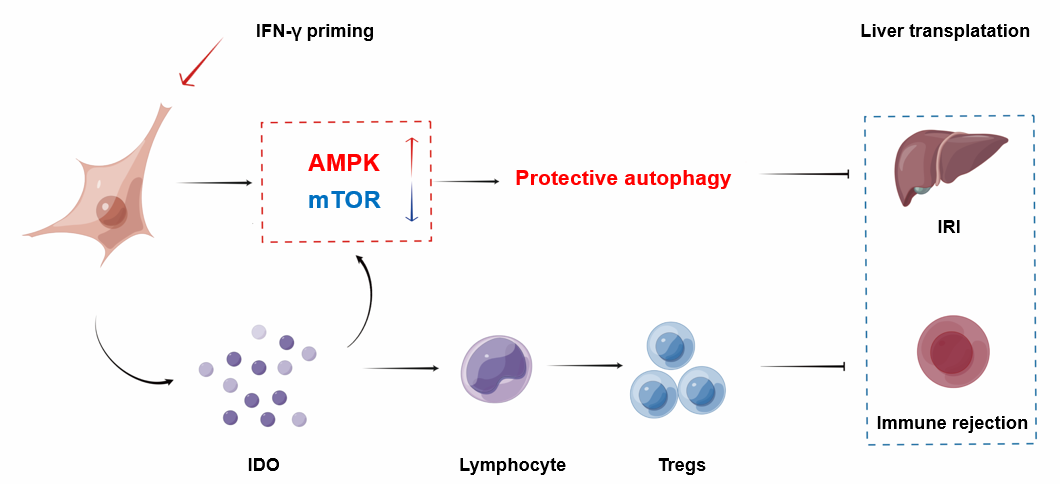 IFN-γ priming
Liver transplatation
AMPK
mTOR
Protective autophagy
IRI
Immune rejection
IDO
Lymphocyte
Tregs